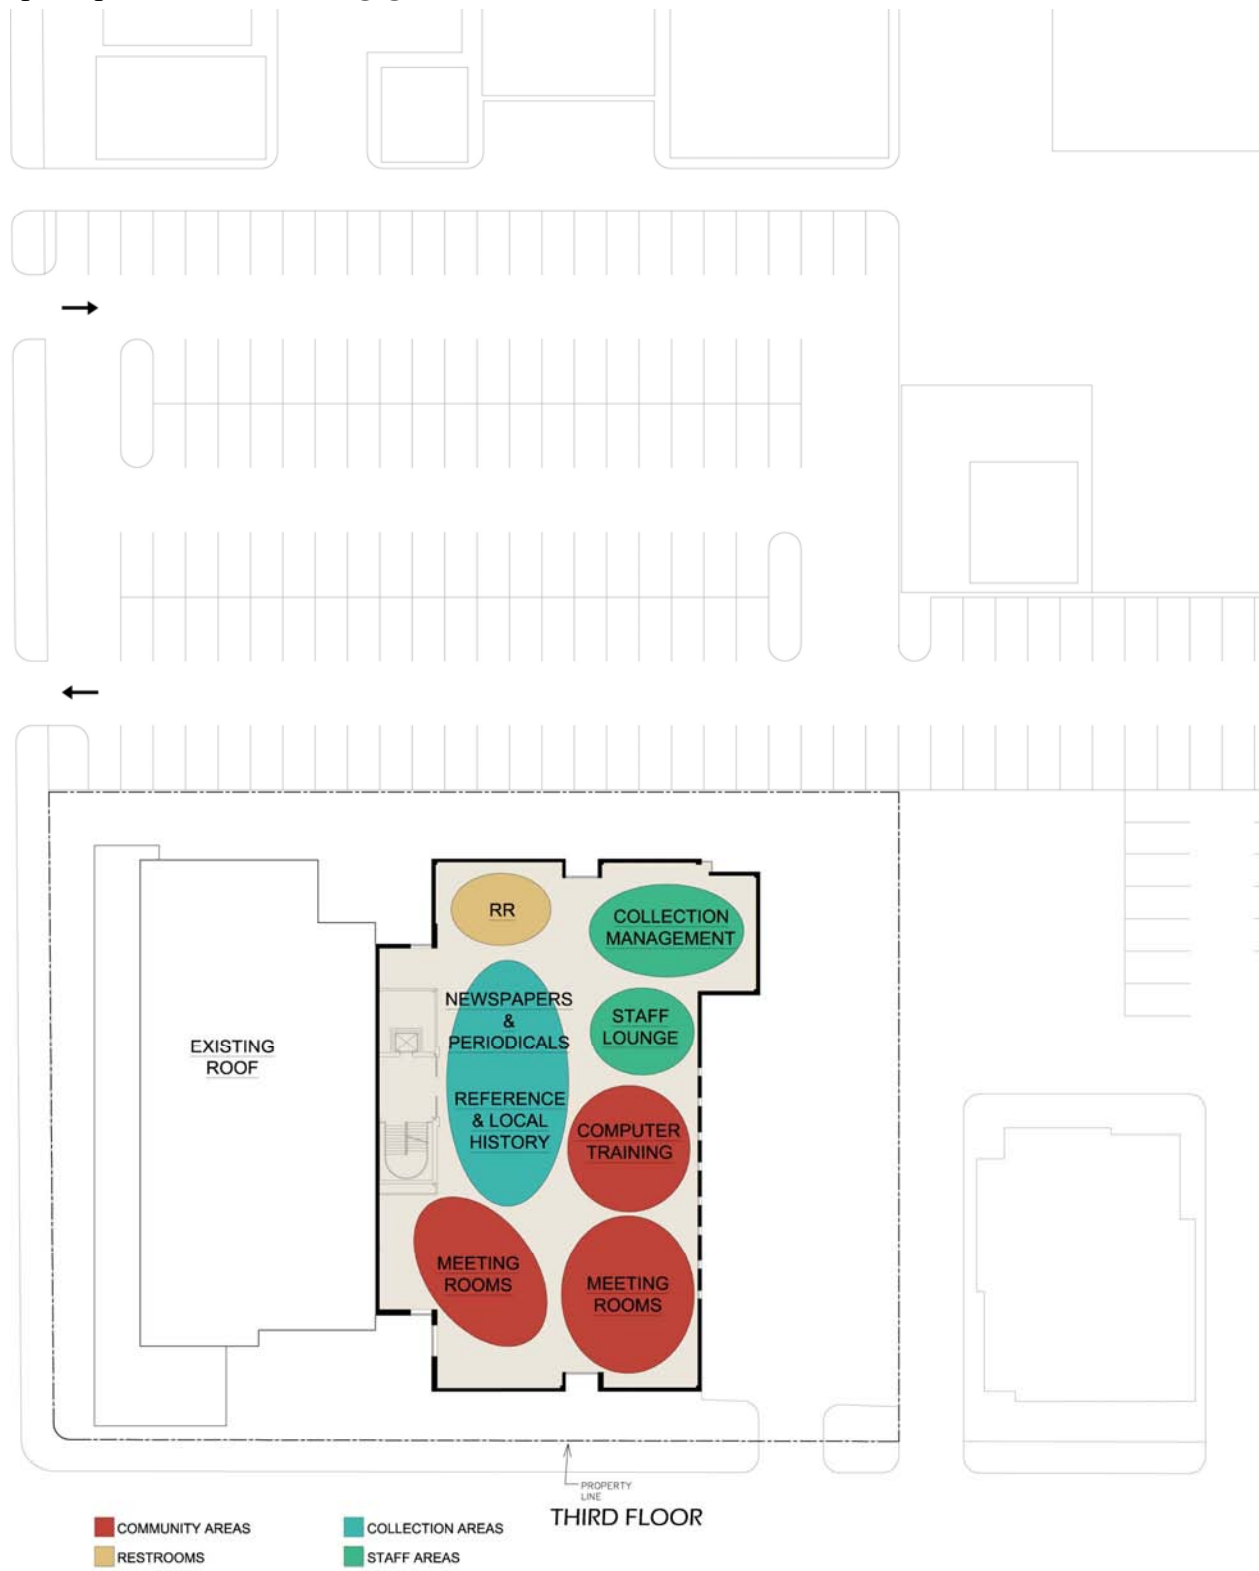 RR
COLLECTION
MANAGEMENT
NEWSPAPERS
&
PERIODICALS
STAFF
LOUNGE
EXISTING
ROOF
REFERENCE
& LOCAL
HISTORY
COMPUTER
TRAINING
MEETING
ROOMS
MEETING
ROOMS
PROPERTY
LINE
THIRD FLOOR
COMMUNITY AREAS
COLLECTION AREAS
RESTROOMS
STAFF AREAS